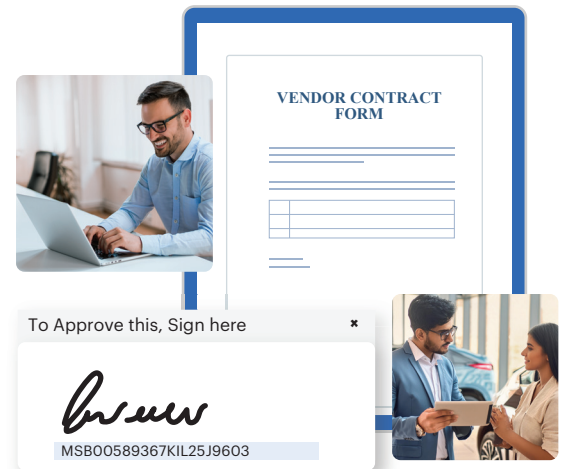 VENDOR CONTRACT
FORM
To Approve this, Sign here
MSB00589367KIL25J9603